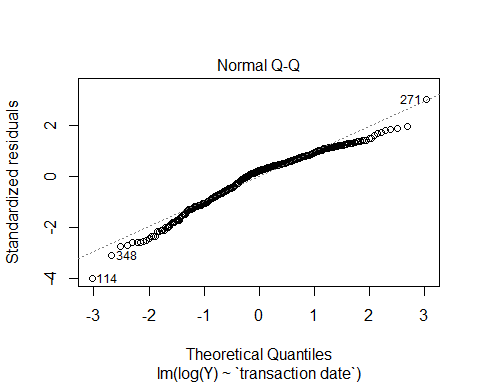 Normal Q-Q
Standardized residuals
2
0
-2
-4
271
348
114
-3 -2 -1 0 1 2 3
Theoretical Quantiles
lm(log(Y) ~ `transaction date`)